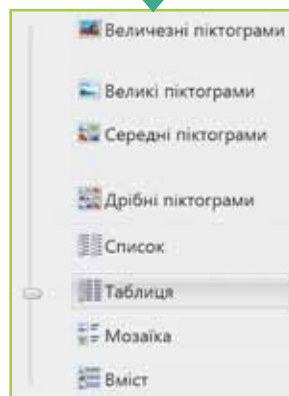 Величезні піктограми
Великі піктограми
Середні піктограми
Дрібні піктограми
Список
Таблиця
Мозаїка
Вміст